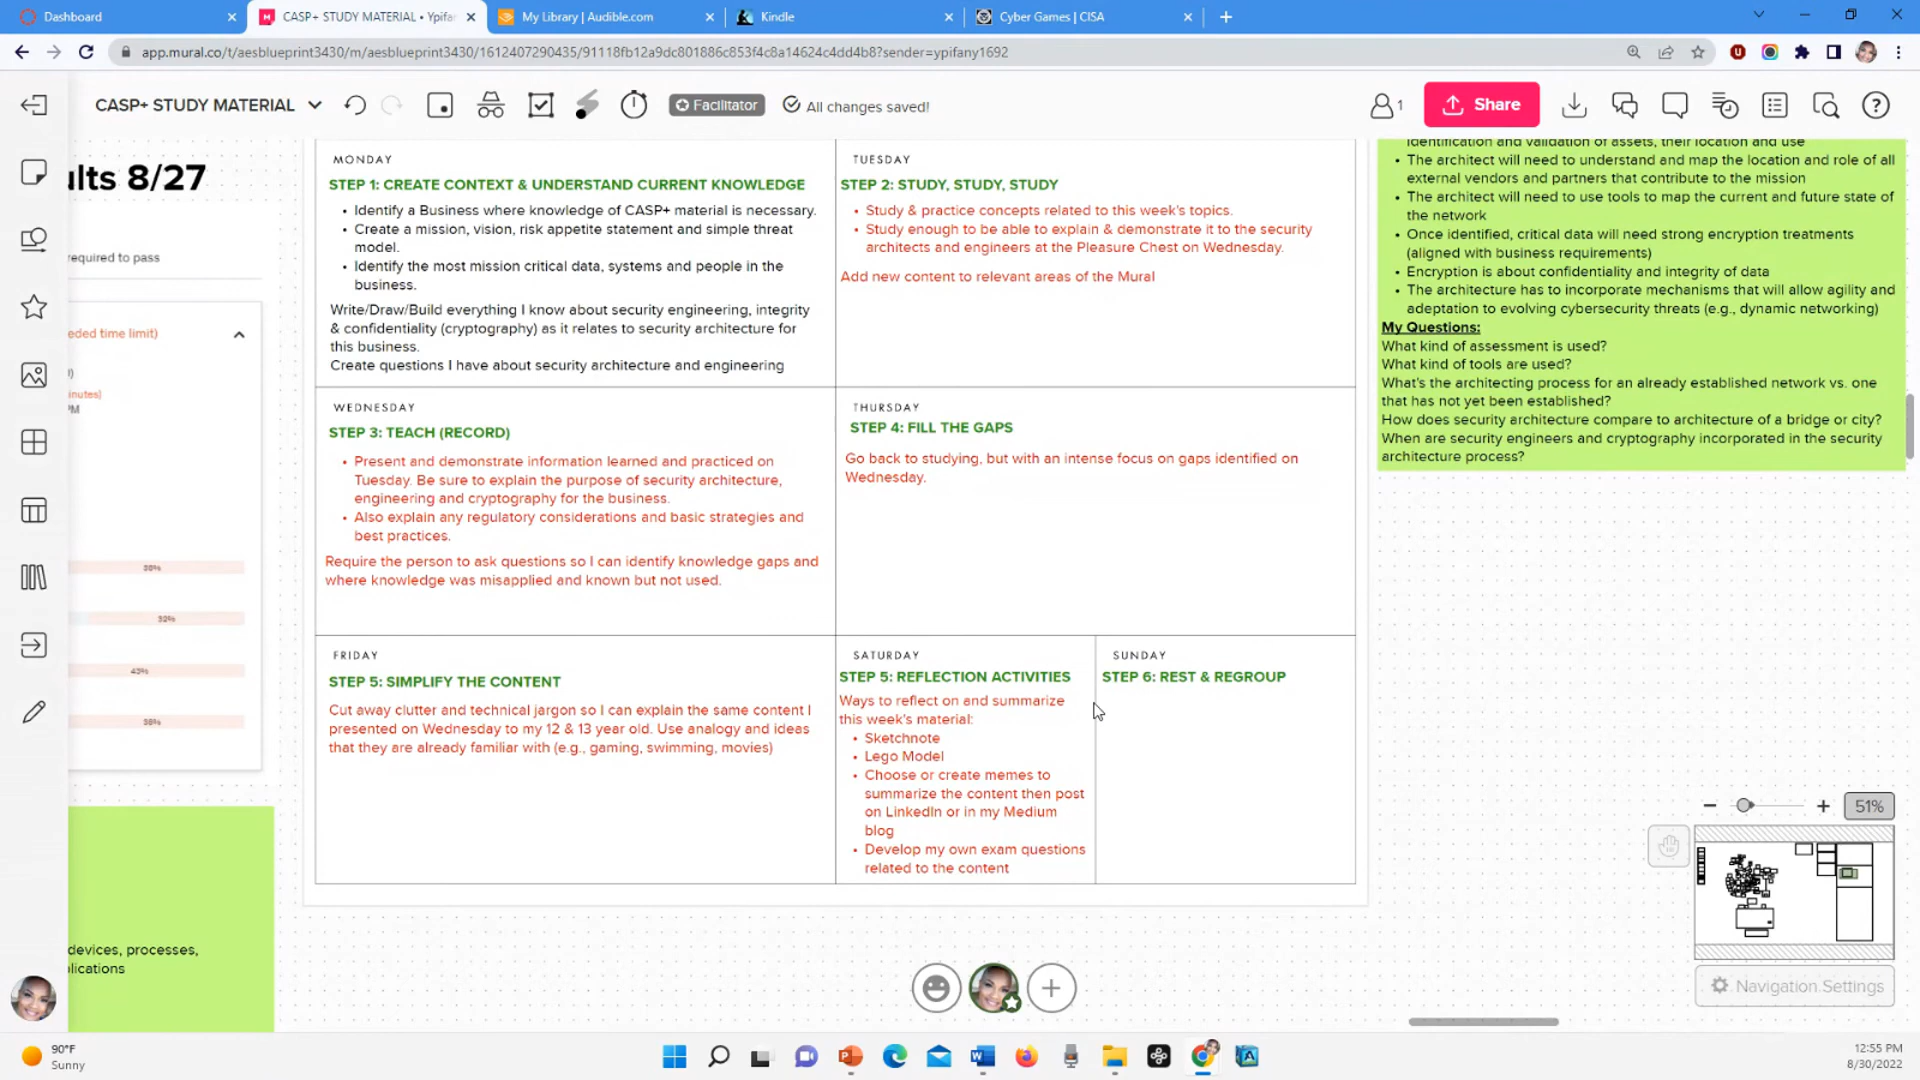 Dashboard
CASP+ STUDY MATERIAL • Ypifan
My Library | Audible.com
Kindle
Cyber Games | CISA
app.mural.co/t/aesblueprint3430/m/aesblueprint3430/1612407290435/91118fb12a9dc801886c853f4c8a14624c4dd4b8?sender=ypifany1692
CASP+ STUDY MATERIAL
Facilitator
All changes saved!
1
Share
ults 8/27
required to pass
eded time limit)
inutes)
PM
88%
43%
58%
devices, processes,
lications
MONDAY
STEP 1: CREATE CONTEXT & UNDERSTAND CURRENT KNOWLEDGE
• Identify a Business where knowledge of CASP+ material is necessary.
• Create a mission, vision, risk appetite statement and simple threat
model.
• Identify the most mission critical data, systems and people in the
business.
Write/Draw/Build everything I know about security engineering, integrity
& confidentiality (cryptography) as it relates to security architecture for
this business.
Create questions I have about security architecture and engineering
TUESDAY
STEP 2: STUDY, STUDY, STUDY
• Study & practice concepts related to this week's topics.
• Study enough to be able to explain & demonstrate it to the security
architects and engineers at the Pleasure Chest on Wednesday.
Add new content to relevant areas of the Mural
WEDNESDAY
STEP 3: TEACH (RECORD)
• Present and demonstrate information learned and practiced on
Tuesday. Be sure to explain the purpose of security architecture,
engineering and cryptography for the business.
• Also explain any regulatory considerations and basic strategies and
best practices.
Require the person to ask questions so I can identify knowledge gaps and
where knowledge was misapplied and known but not used.
THURSDAY
STEP 4: FILL THE GAPS
Go back to studying, but with an intense focus on gaps identified on
Wednesday.
FRIDAY
STEP 5: SIMPLIFY THE CONTENT
Cut away clutter and technical jargon so I can explain the same content I
presented on Wednesday to my 12 & 13 year old. Use analogy and ideas
that they are already familiar with (e.g., gaming, swimming, movies)
SATURDAY
STEP 5: REFLECTION ACTIVITIES
Ways to reflect on and summarize
this week's material:
• Sketchnote
• Lego Model
• Choose or create memes to
summarize the content then post
on LinkedIn or in my Medium
blog
• Develop my own exam questions
related to the content
SUNDAY
STEP 6: REST & REGROUP
identification and validation of assets, their location and use
• The architect will need to understand and map the location and role of all
external vendors and partners that contribute to the mission
• The architect will need to use tools to map the current and future state of
the network
• Once identified, critical data will need strong encryption treatments
(aligned with business requirements)
• Encryption is about confidentiality and integrity of data
• The architecture has to incorporate mechanisms that will allow agility and
adaptation to evolving cybersecurity threats (e.g., dynamic networking)
My Questions:
What kind of assessment is used?
What kind of tools are used?
What's the architecting process for an already established network vs. one
that has not yet been established?
How does security architecture compare to architecture of a bridge or city?
When are security engineers and cryptography incorporated in the security
architecture process?
51%
Navigation Settings
90°F
Sunny
12:55 PM
8/30/2022